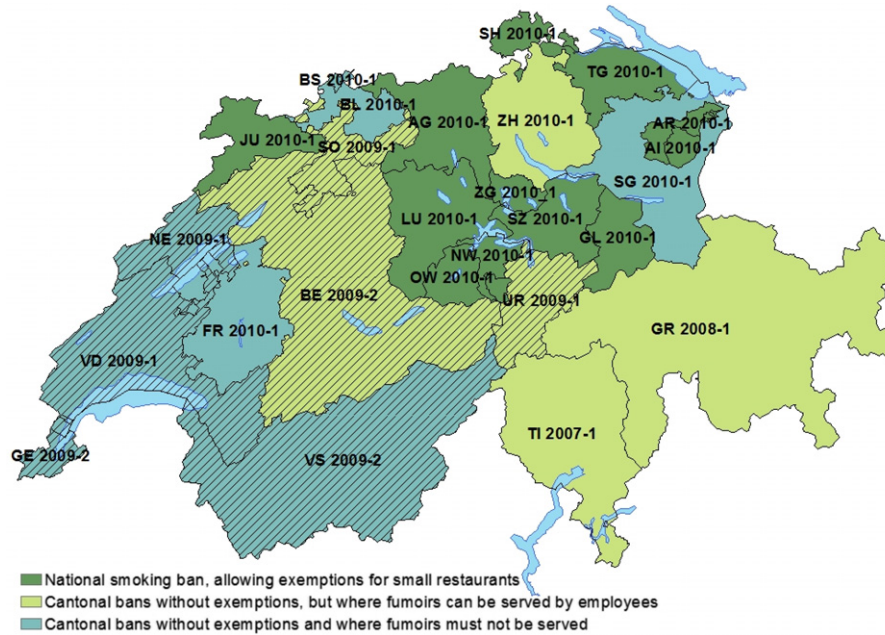 SH 2010-1
TG 2010-1
BS 2010-1
BL 2010-1
AG 2010-1
ZH 2010-1
AR 2010-1
JU 2010-1
SO 2009-1
AI 2010-1
SG 2010-1
ZG 2010_1
LU 2010-1
SZ 2010-1
NE 2009-1
GL 2010-1
NW 2010-1
OW 2010-1
BE 2009-2
UR 2009-1
FR 2010-1
GR 2008-1
VD 2009-1
TI 2007-1
GE 2009-2
VS 2009-2
National smoking ban, allowing exemptions for small restaurants
Cantonal bans without exemptions, but where fumoirs can be served by employees
Cantonal bans without exemptions and where fumoirs must not be served